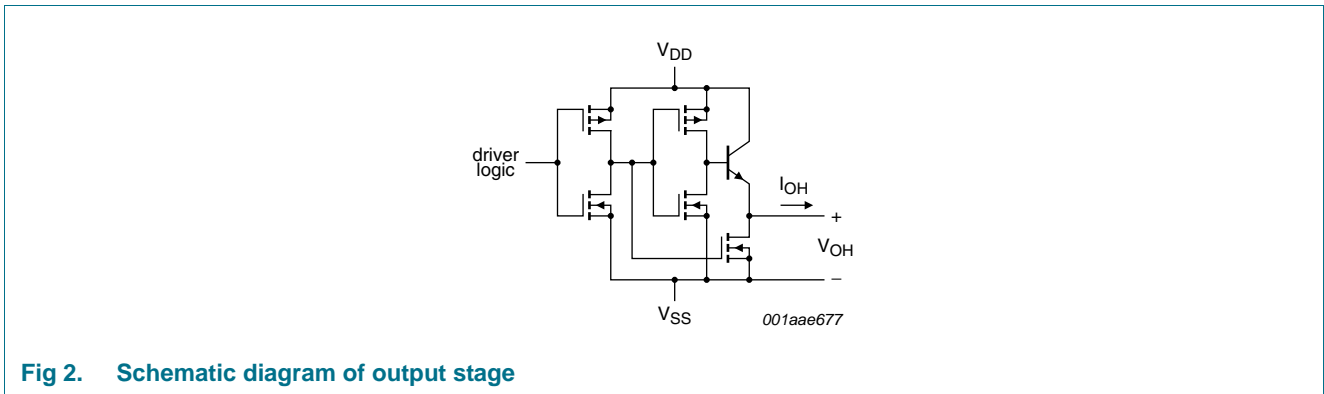 VDD
driver
logic
IOH
+
VOH
−
VSS
001aae677
Fig 2. Schematic diagram of output stage